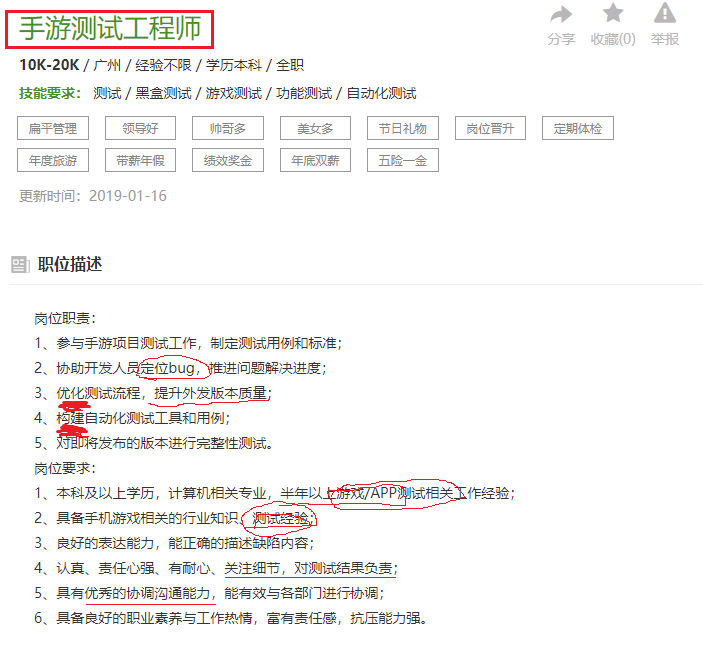 手游测试工程师
分享 收藏(0) 举报
10K-20K / 广州 / 经验不限 / 学历本科 / 全职
技能要求： 测试 / 黑盒测试 / 游戏测试 / 功能测试 / 自动化测试
扁平管理 领导好 帅哥多 美女多 节日礼物 岗位晋升 定期体检
年度旅游 带薪年假 绩效奖金 年底双薪 五险一金
更新时间：2019-01-16
职位描述
岗位职责：
1、参与手游项目测试工作，制定测试用例和标准；
2、协助开发人员定位bug，推进问题解决进度；
3、优化测试流程，提升外发版本质量；
4、构建自动化测试工具和用例；
5、对即将发布的版本进行完整性测试。
岗位要求：
1、本科及以上学历，计算机相关专业，半年以上游戏/APP测试相关工作经验；
2、具备手机游戏相关的行业知识、测试经验；
3、良好的表达能力，能正确的描述缺陷内容；
4、认真、责任心强、有耐心、关注细节，对测试结果负责；
5、具有优秀的协调沟通能力，能有效与各部门进行协调；
6、具备良好的职业素养与工作热情，富有责任感，抗压能力强。